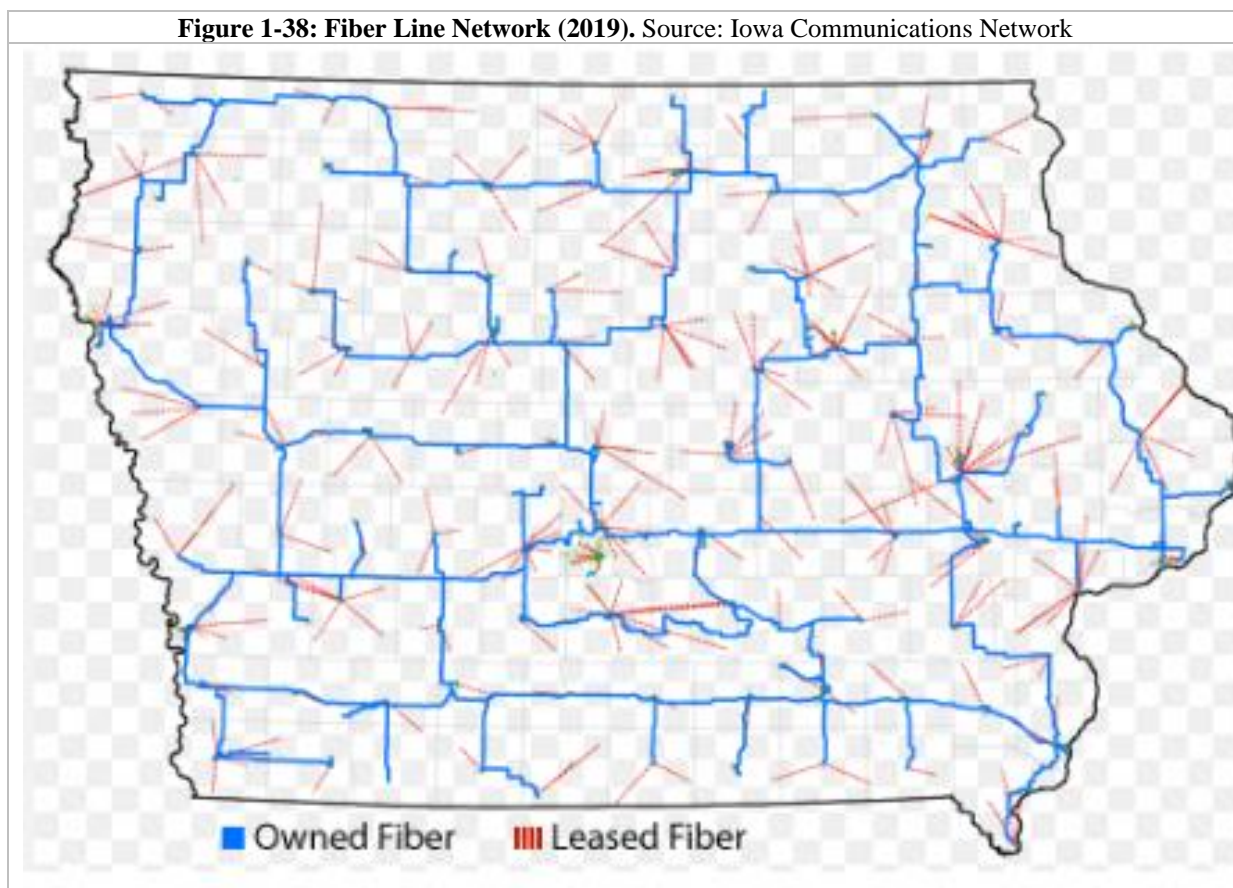 Figure 1-38: Fiber Line Network (2019). Source: Iowa Communications Network
Owned Fiber
Leased Fiber